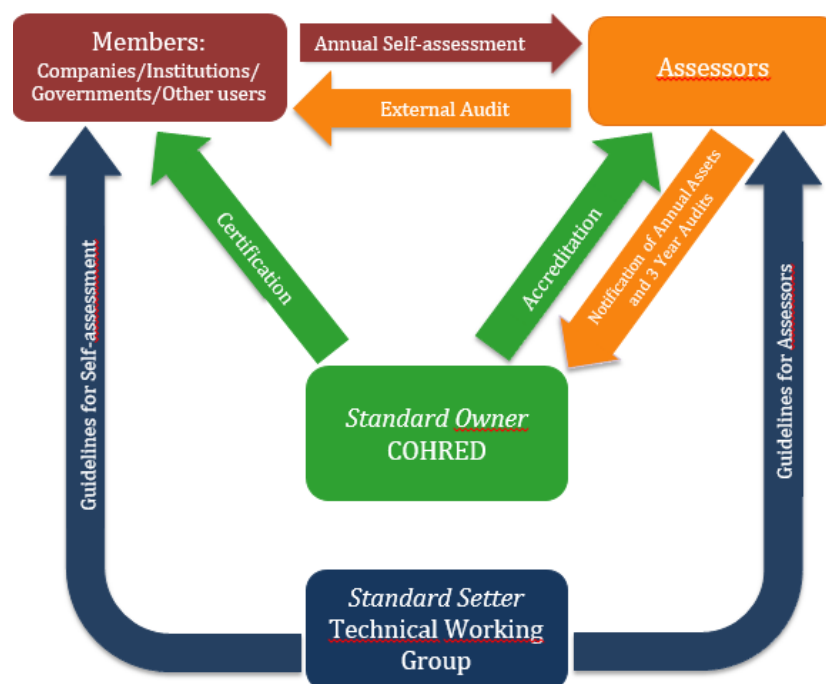 Members:
Companies/Institutions/
Governments/Other users
Annual Self-assessment
External Audit
Assessors
Certification
Accreditation
Notification of Annual Assets
and 3 Year Audits
Guidelines for Self-assessment
Guidelines for Assessors
Standard Owner
COHRED
Standard Setter
Technical Working
Group